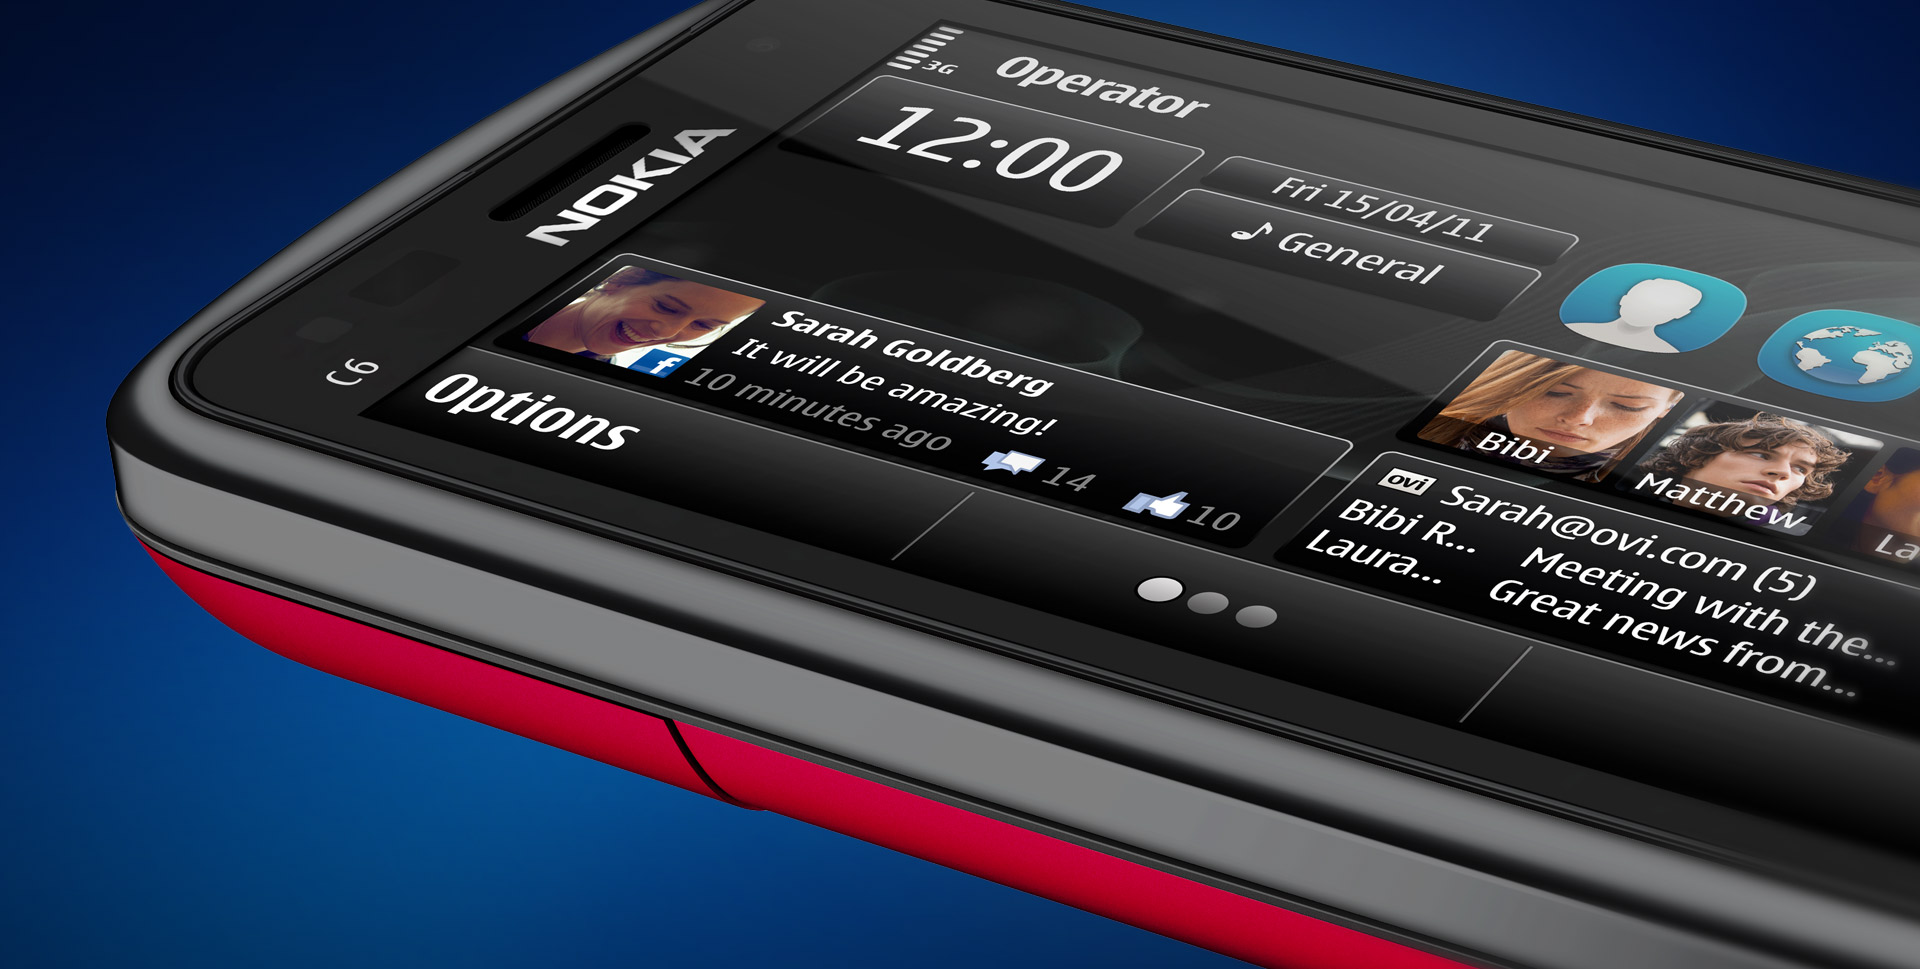 3G
Operator
12:00
Fri 15/04/11
General
NOKIA
C6
Sarah Goldberg
It will be amazing!
10 minutes ago
14
10
Options
Bibi
Matthew
La
ovi Sarah@ovi.com (5)
Bibi R... Meeting with the...
Laura... Great news from...